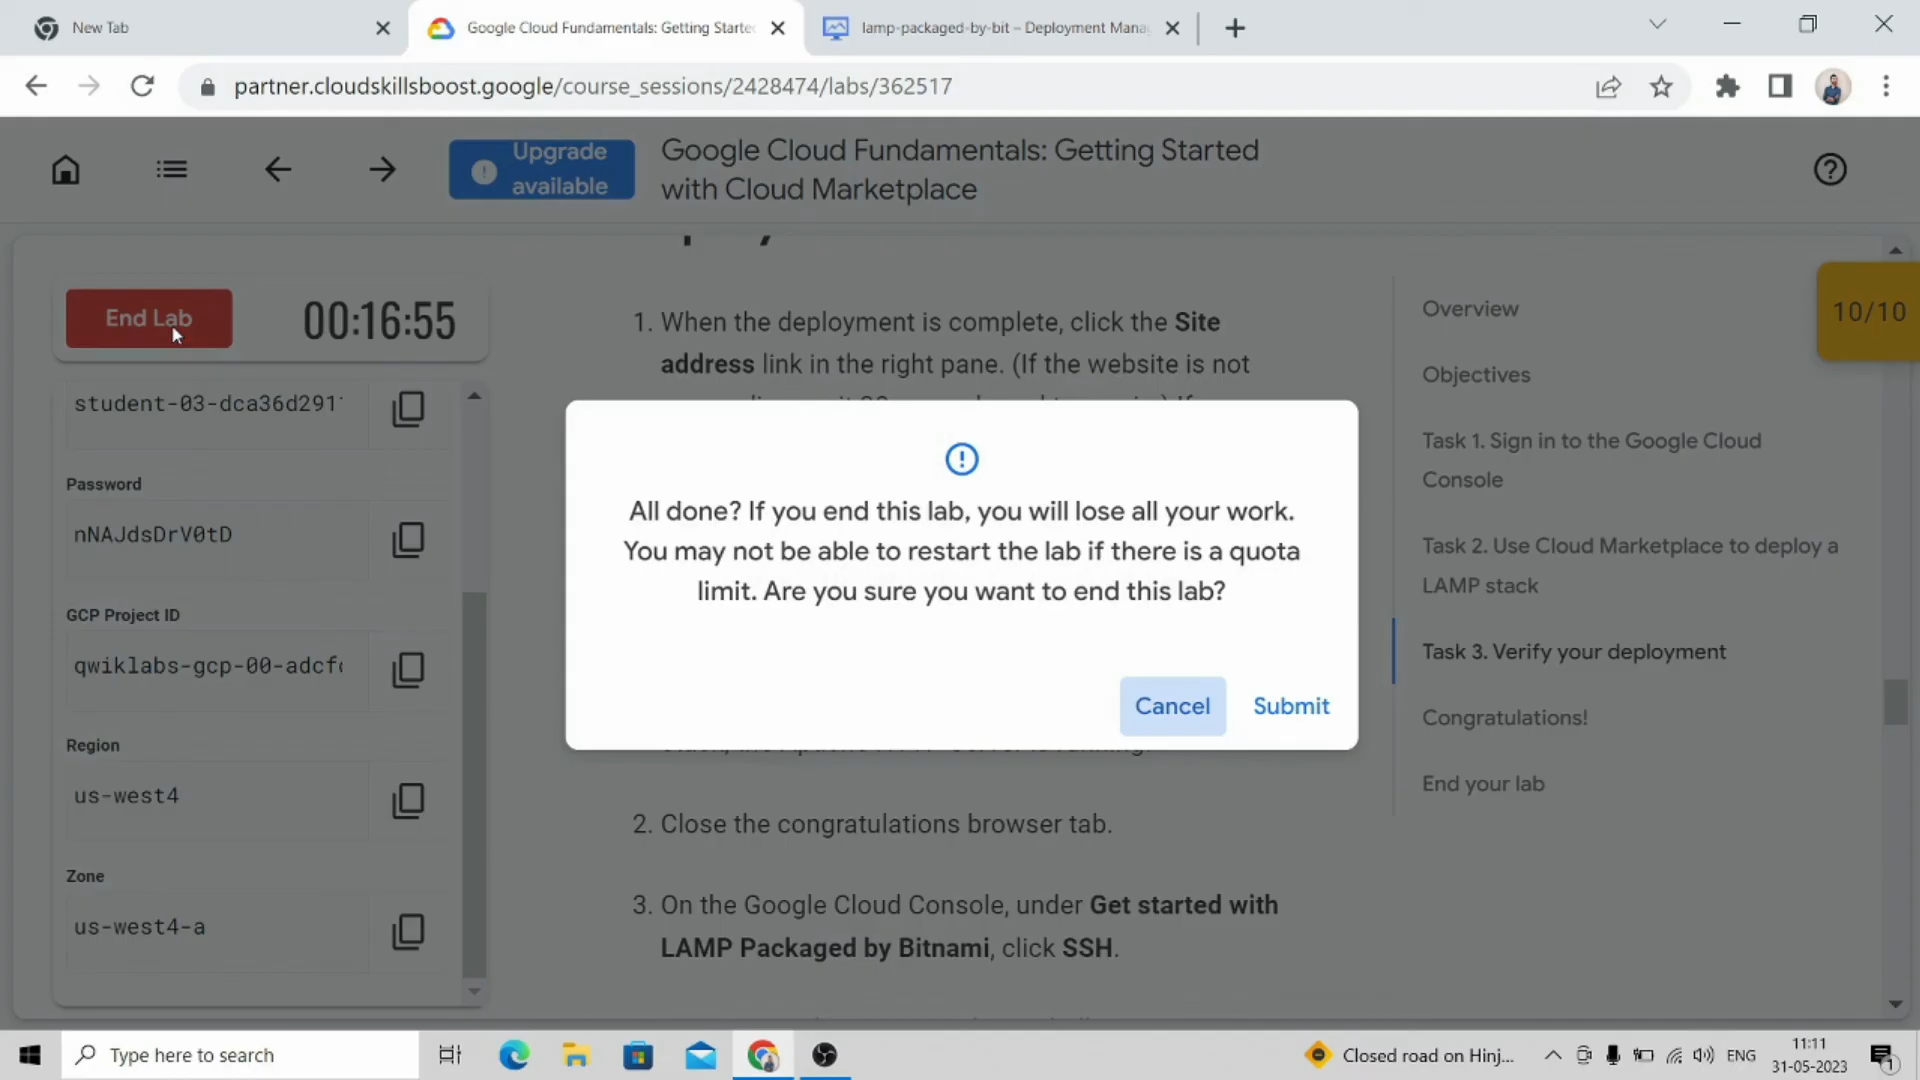 New Tab
Google Cloud Fundamentals: Getting Starte
lamp-packaged-by-bit – Deployment Mana
partner.cloudskillsboost.google/course_sessions/2428474/labs/362517
Upgrade
available
Google Cloud Fundamentals: Getting Started
with Cloud Marketplace
End Lab
00:16:55
student-03-dca36d291
Password
nNAJdsDrV0tD
GCP Project ID
qwiklabs-gcp-00-adcf
Region
us-west4
Zone
us-west4-a
1. When the deployment is complete, click the Site
address link in the right pane. (If the website is not
All done? If you end this lab, you will lose all your work.
You may not be able to restart the lab if there is a quota
limit. Are you sure you want to end this lab?
Cancel
Submit
2. Close the congratulations browser tab.
3. On the Google Cloud Console, under Get started with
LAMP Packaged by Bitnami, click SSH.
10/10
Overview
Objectives
Task 1. Sign in to the Google Cloud
Console
Task 2. Use Cloud Marketplace to deploy a
LAMP stack
Task 3. Verify your deployment
Congratulations!
End your lab
Type here to search
Closed road on Hinj...
ENG
11:11
31-05-2023
1